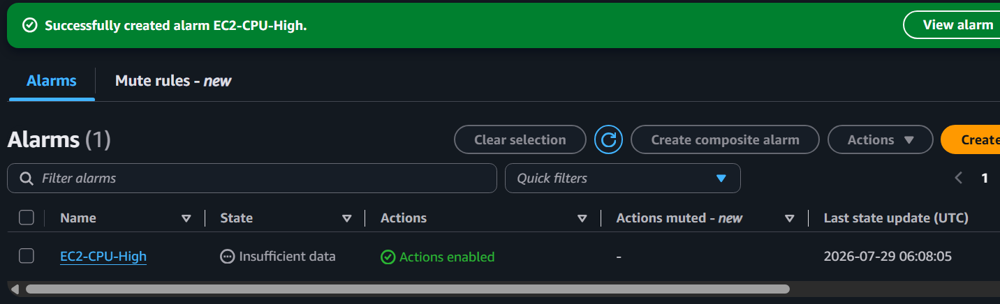 Successfully created alarm EC2-CPU-High.
View alarm
Alarms
Mute rules - new
Alarms (1)
Clear selection
Create composite alarm
Actions
Create
Filter alarms
Quick filters
1
Name
State
Actions
Actions muted - new
Last state update (UTC)
EC2-CPU-High
Insufficient data
Actions enabled
-
2026-07-29 06:08:05